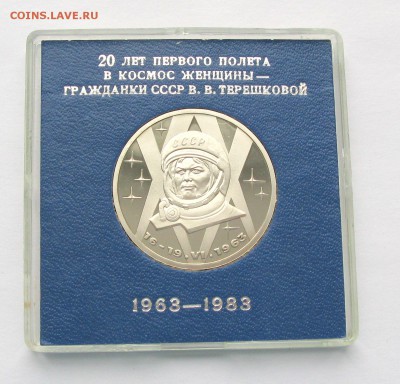 COINS.LAVE.RU
20 ЛЕТ ПЕРВОГО ПОЛЕТА
В КОСМОС ЖЕНЩИНЫ—
ГРАЖДАНКИ СССР В. В. ТЕРЕШКОВОЙ
СССР
16-19.VI.1963
1963—1983